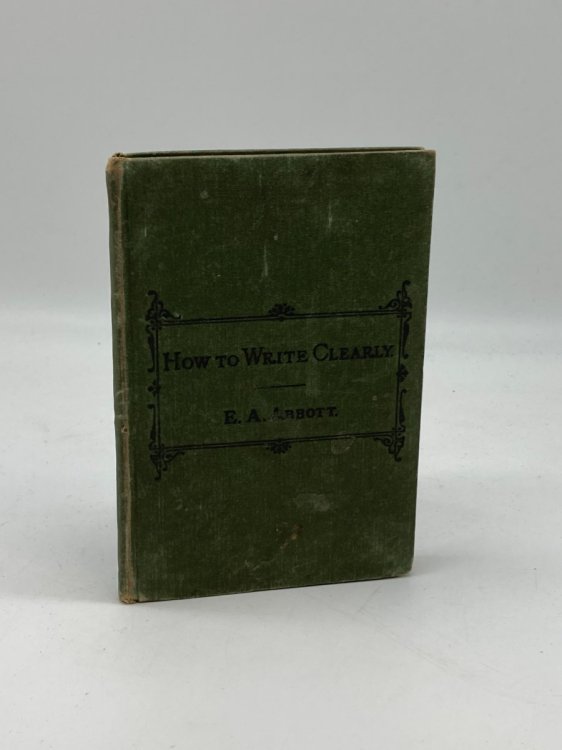 How to Write Clearly.
E. A. Abbott.